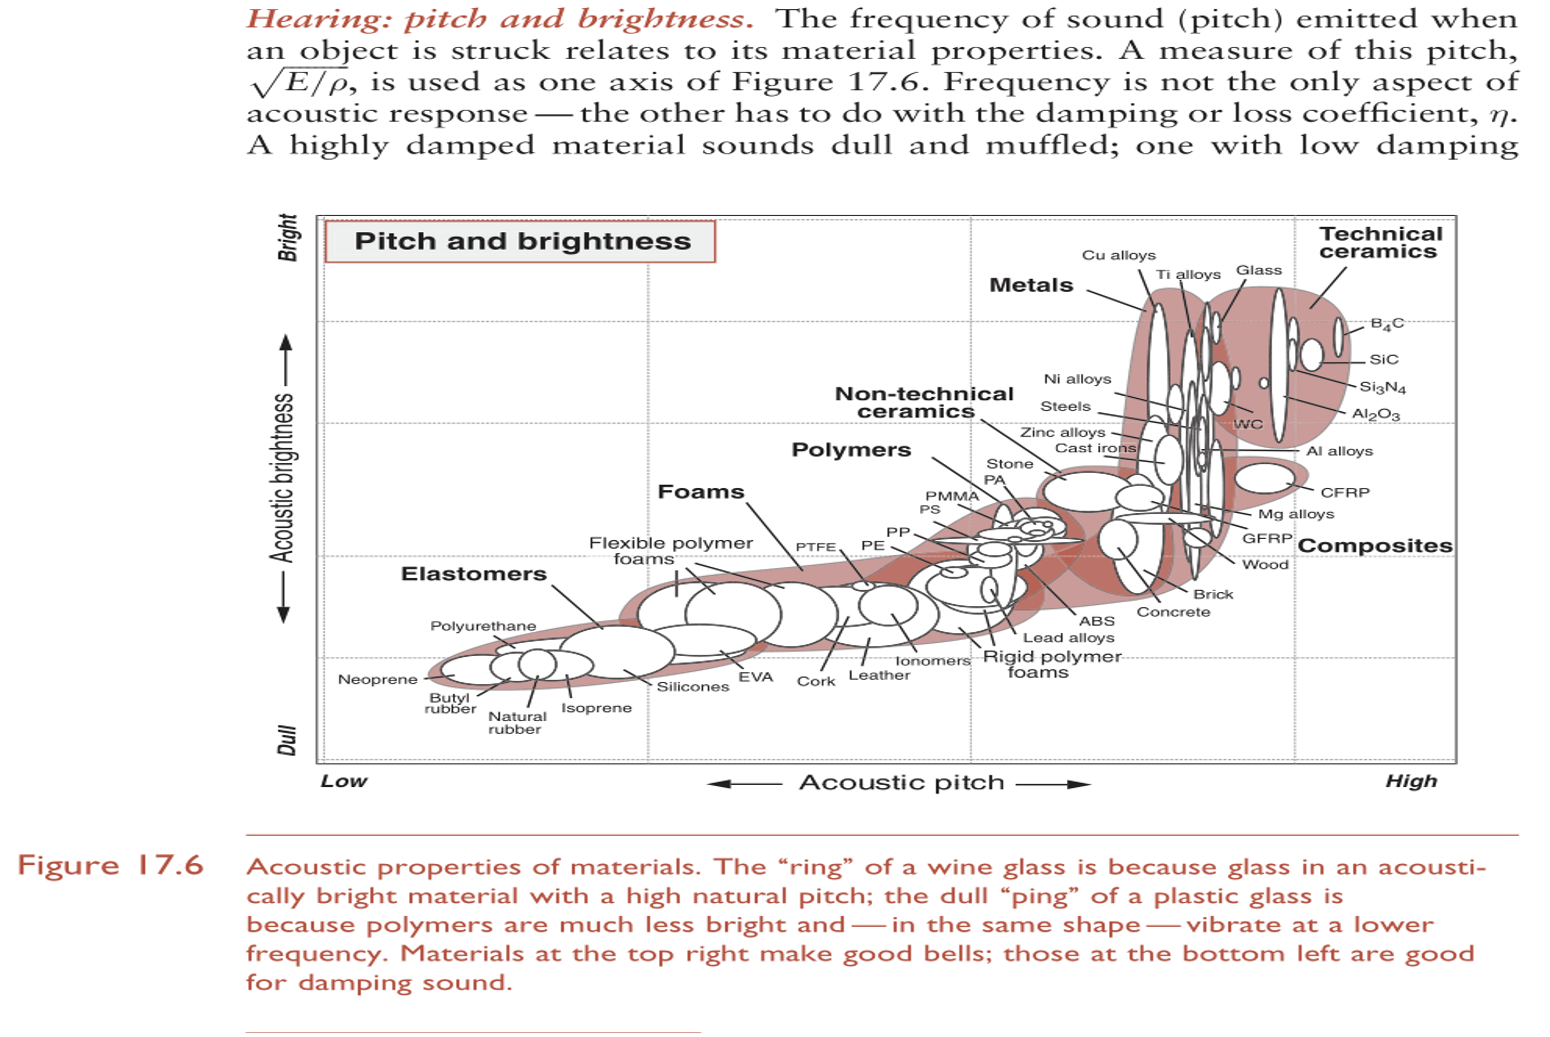 Hearing: pitch and brightness. The frequency of sound (pitch) emitted when
an object is struck relates to its material properties. A measure of this pitch,
√E/ρ, is used as one axis of Figure 17.6. Frequency is not the only aspect of
acoustic response — the other has to do with the damping or loss coefficient, η.
A highly damped material sounds dull and muffled; one with low damping
Bright
Pitch and brightness
Technical
ceramics
Cu alloys
Ti alloys
Glass
Metals
B4C
SiC
Ni alloys
Si3N4
Non-technical
ceramics
Steels
Al2O3
WC
Zinc alloys
Cast irons
Polymers
Al alloys
Stone
PA
Foams
CFRP
PMMA
PS
Mg alloys
PP
GFRP
Composites
Flexible polymer
foams
PTFE
PE
Wood
Elastomers
Brick
Concrete
ABS
Polyurethane
Lead alloys
Rigid polymer
foams
Ionomers
Leather
Cork
EVA
Silicones
Neoprene
Butyl
rubber
Isoprene
Natural
rubber
Acoustic brightness
Dull
Low
Acoustic pitch
High
Figure 17.6
Acoustic properties of materials. The “ring” of a wine glass is because glass in an acousti-
cally bright material with a high natural pitch; the dull “ping” of a plastic glass is
because polymers are much less bright and — in the same shape — vibrate at a lower
frequency. Materials at the top right make good bells; those at the bottom left are good
for damping sound.